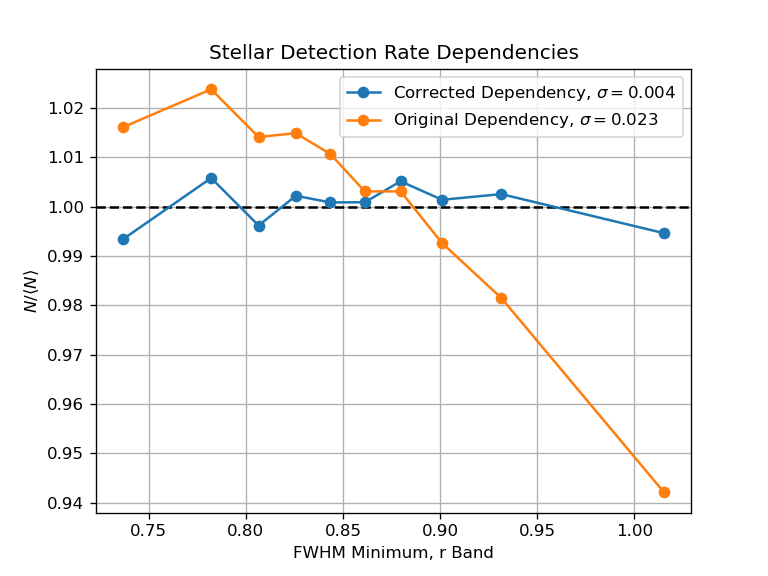 Stellar Detection Rate Dependencies
Corrected Dependency, σ = 0.004
Original Dependency, σ = 0.023
N/⟨N⟩
1.02
1.01
1.00
0.99
0.98
0.97
0.96
0.95
0.94
0.75 0.80 0.85 0.90 0.95 1.00
FWHM Minimum, r Band